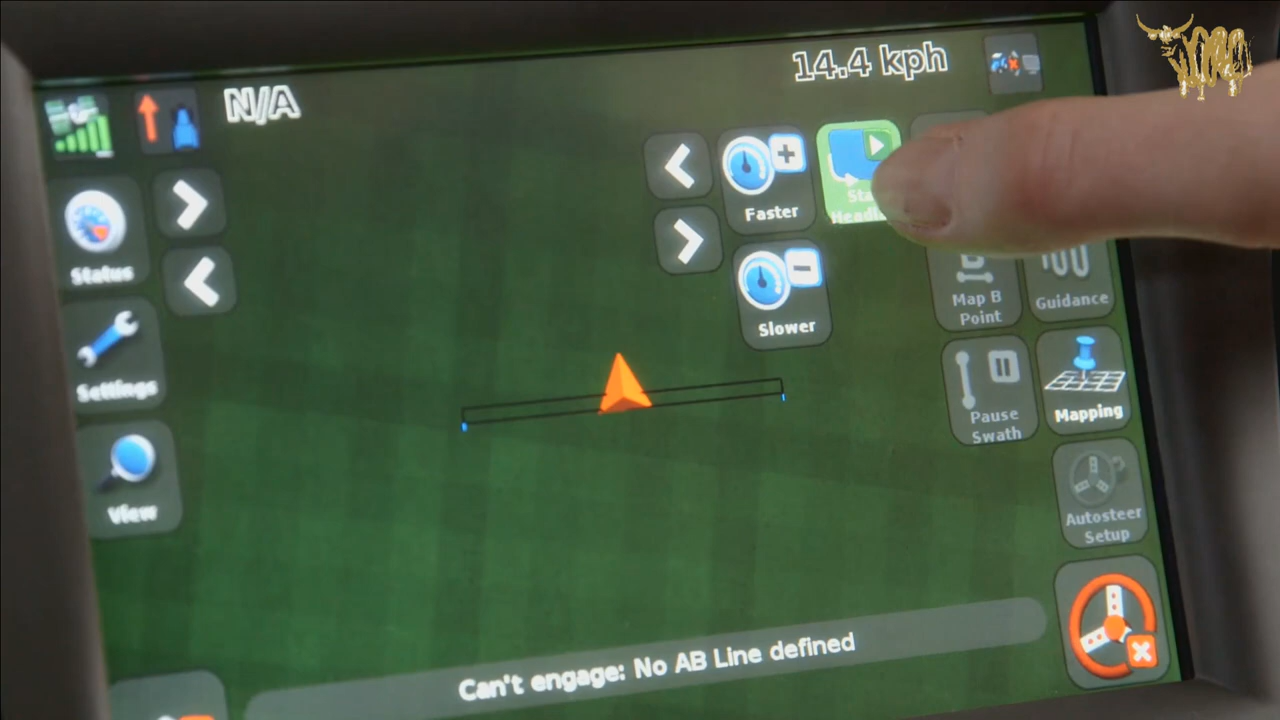 N/A
14.4 kph
Status
Settings
View
Faster
Slower
Map B
Point
Guidance
Pause
Swath
Mapping
Autosteer
Setup
Can't engage: No AB Line defined